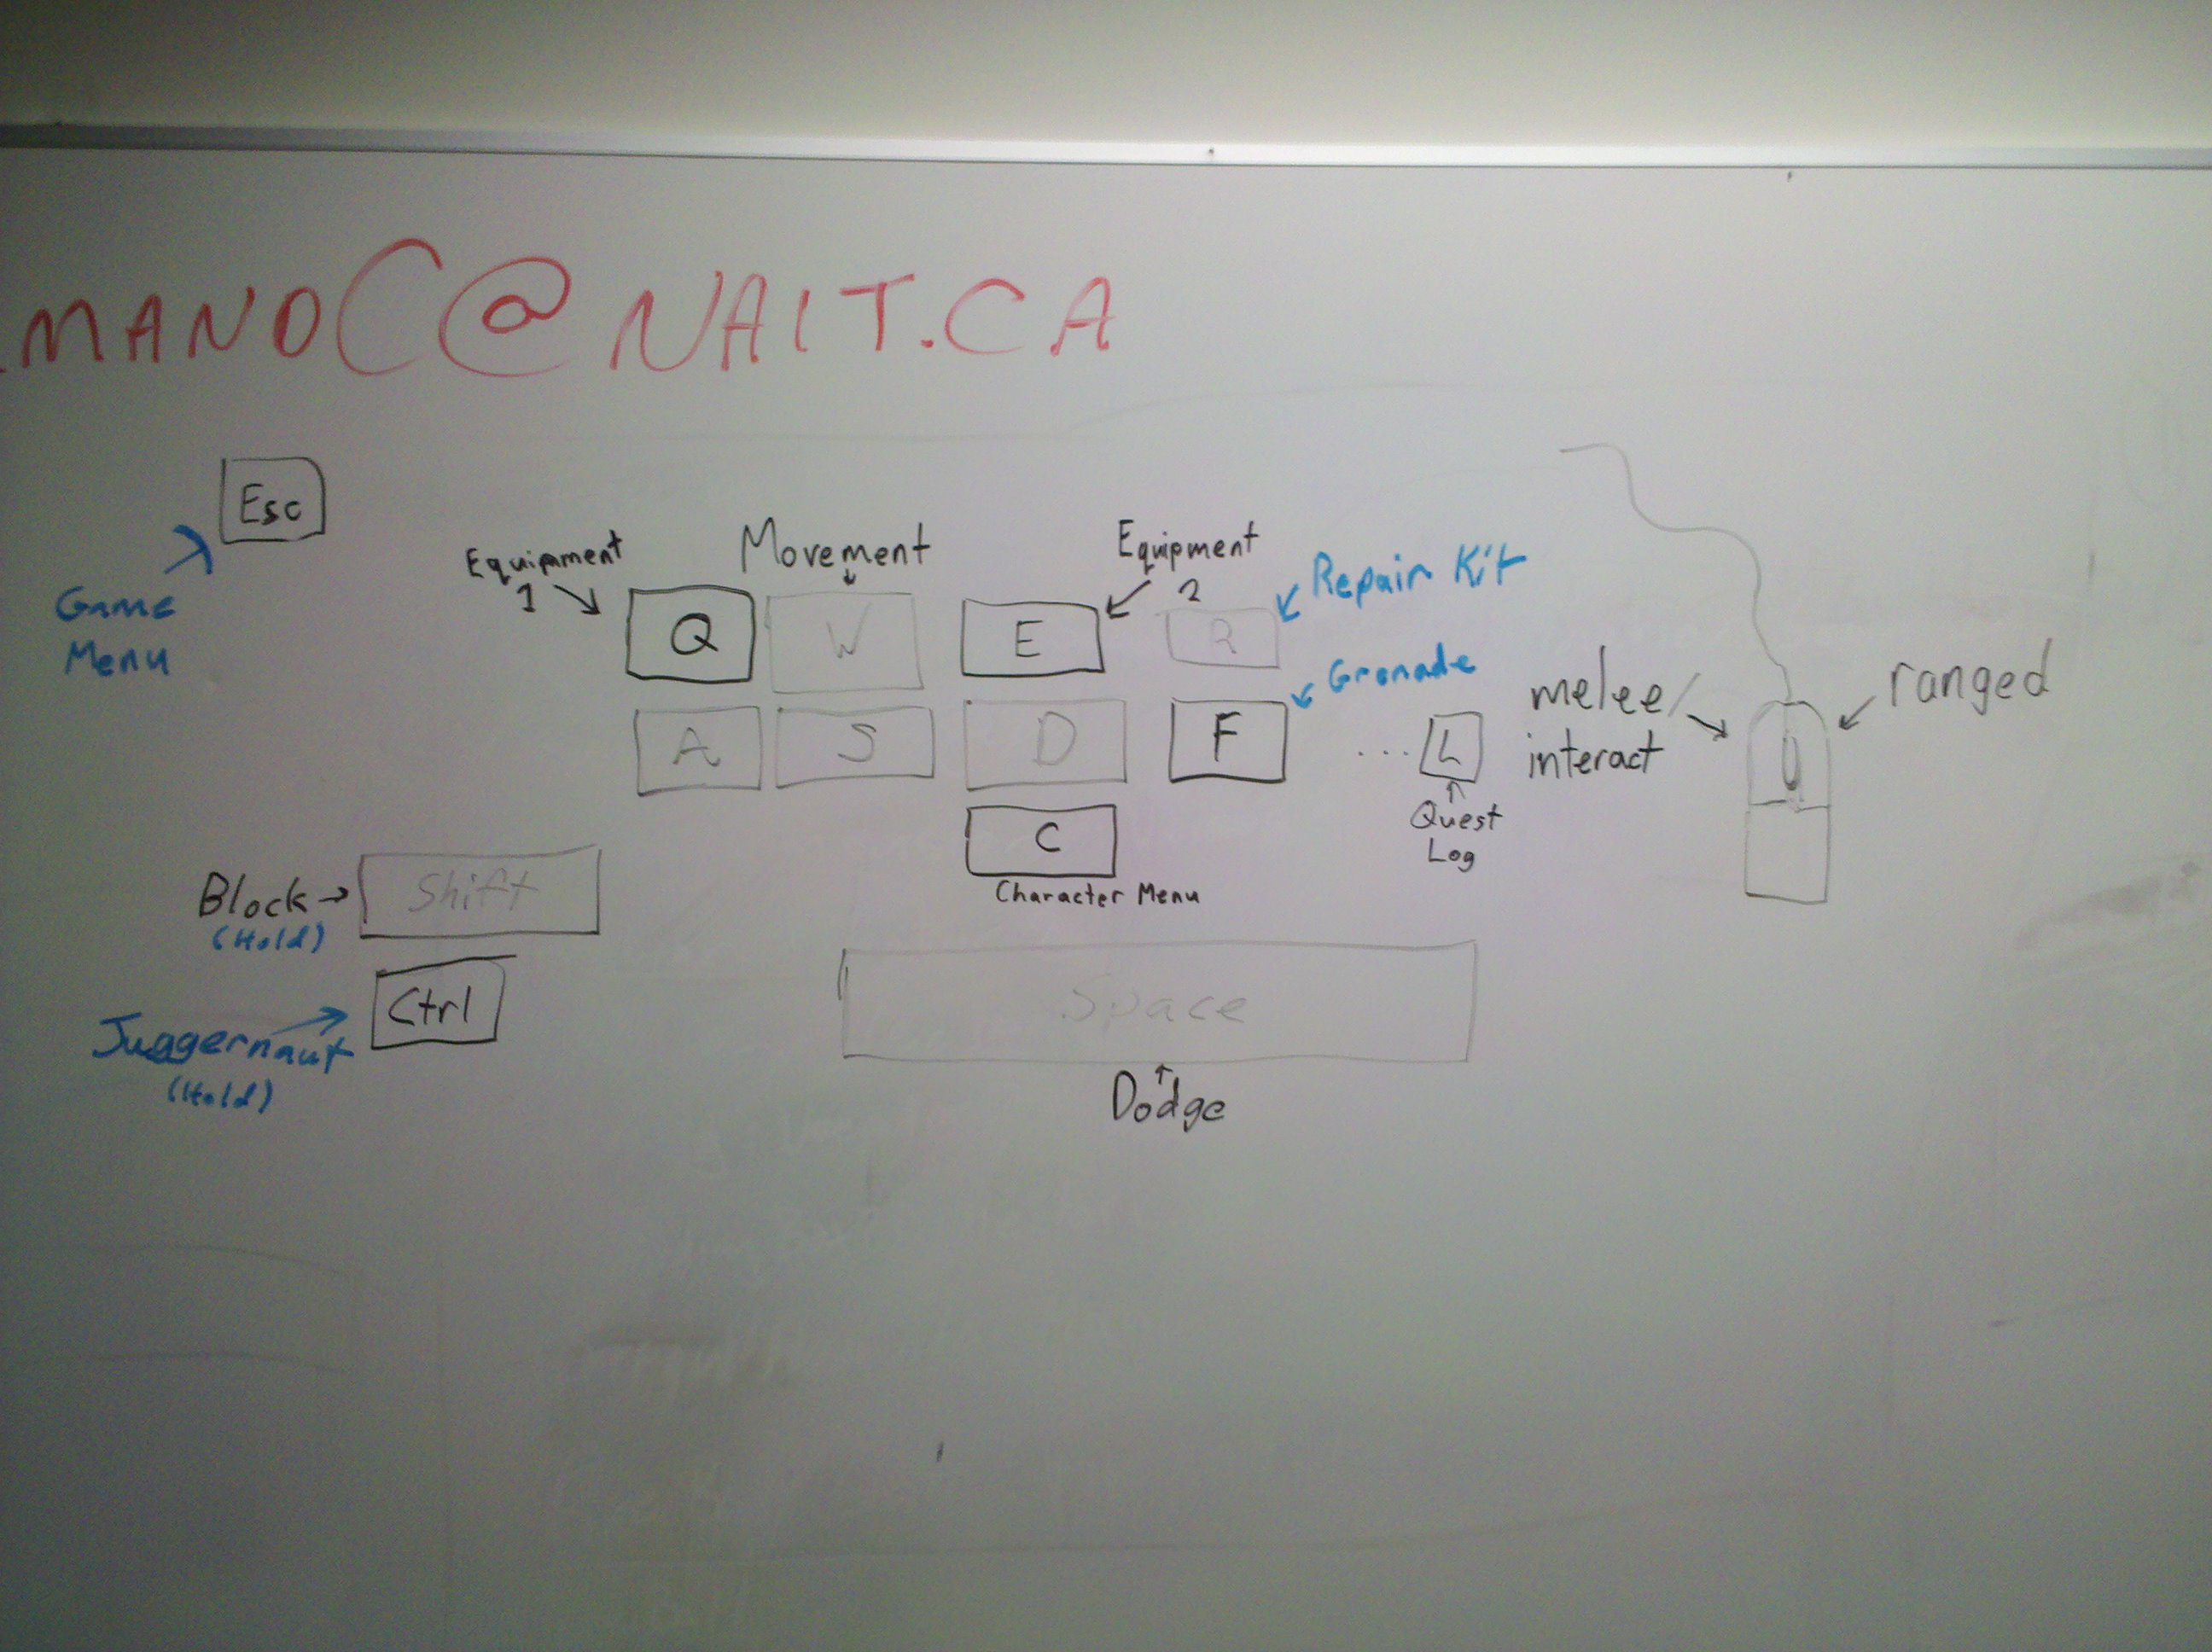 MANDC@NAIT.CA
Esc
Game
Menu
Equipment
1
Movement
Equipment
2
Repair Kit
Q
W
E
R
Grenade
A
S
D
F
... L
Quest
Log
melee/
interact
ranged
C
Character Menu
Block
(Hold)
Shift
Ctrl
Juggernaut
(Hold)
Space
Dodge